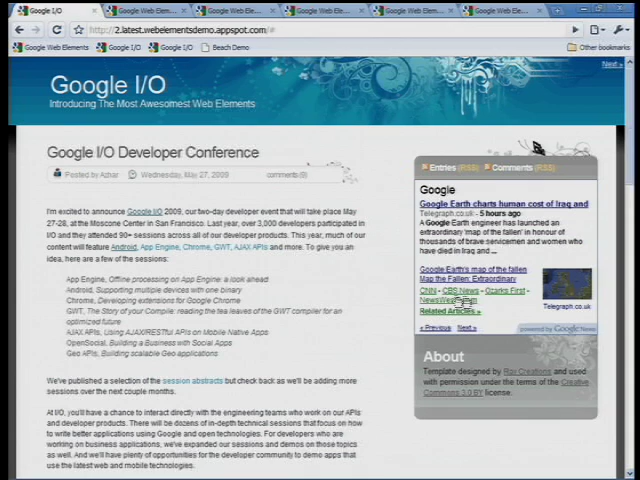 Google I/O
Google Web Elem
Google Web Ele
Google Web Ele
Google Web Elem
Google Web Ele
http://2.latest.webelementsdemo.appspot.com/#
Google Web Elements
Google I/O
Google I/O
Beach Demo
Other bookmarks
Next»
Google I/O
Introducing The Most Awesomest Web Elements
Google I/O Developer Conference
Posted by Azhar
Wednesday, May 27, 2009
comments (9)
I'm excited to announce Google I/O 2009, our two-day developer event that will take place May
27-28, at the Moscone Center in San Francisco. Last year, over 3,000 developers participated
in I/O and they attended 90+ sessions across all of our developer products. This year, much of our
content will feature Android, App Engine, Chrome, GWT, AJAX APIs and more. To give you an
idea, here are a few of the sessions:
App Engine, Offline processing on App Engine: a look ahead
Android, Supporting multiple devices with one binary
Chrome, Developing extensions for Google Chrome
GWT, The Story of your Compile: reading the tea leaves of the GWT compiler for an
optimized future
AJAX APIs, Using AJAX/RESTful APIs on Mobile Native Apps
OpenSocial, Building a Business with Social Apps
Geo APIs, Building scalable Geo applications
We've published a selection of the session abstracts but check back as we'll be adding more
sessions over the next couple months.
At I/O, you'll have a chance to interact directly with the engineering teams who work on our APIs
and developer products. There will be dozens of in-depth technical sessions that focus on how
to write better applications using Google and open technologies. For developers who are
working on business applications, we've expanded our sessions and demos on those topics
as well. And we'll have plenty of opportunities for the developer community to demo apps that
use the latest web and mobile technologies.
Entries (RSS)
Comments (RSS)
Google
Google Earth charts human cost of Iraq and
Telegraph.co.uk - 5 hours ago
A Google Earth engineer has launched an
extraordinary 'map of the fallen' in honour of
thousands of brave servicemen and women who
have died in Iraq and ...
Google Earth's map of the fallen
Map the Fallen: Extraordinary
CNN - CBS News - Ozarks First -
Related Articles »
Telegraph.co.uk
« Previous
Next »
powered by Google News
About
Template designed by Roy Creations and used
with permission under the terms of the Creative
Commons 3.0 BY license.